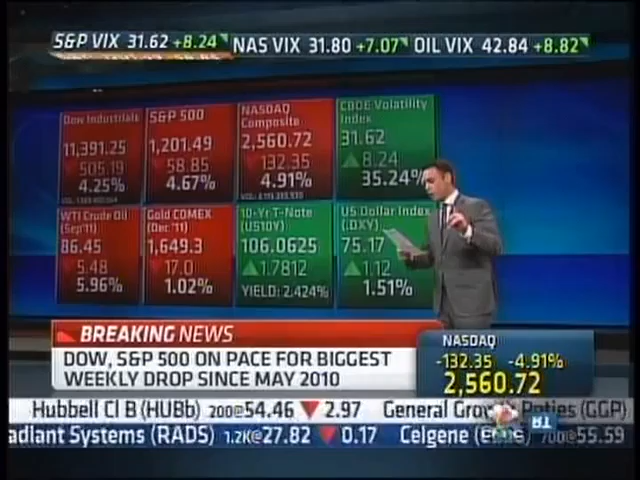 S&P VIX 31.62 +8.24 NAS VIX 31.80 +7.07 OIL VIX 42.84 +8.82
Dow Industrials
11,391.25
505.19
4.25%
S&P 500
1,201.49
58.85
4.67%
NASDAQ
Composite
2,560.72
132.35
4.91%
CBOE Volatility
Index
31.62
8.24
35.24%
WTI Crude Oil
(Sep'11)
86.45
5.48
5.96%
Gold COMEX
(Dec '11)
1,649.3
17.0
1.02%
10-Yr T-Note
(US10Y)
106.0625
1.7812
YIELD: 2.424%
US Dollar Index
(.DXY)
75.17
1.12
1.51%
BREAKING NEWS
DOW, S&P 500 ON PACE FOR BIGGEST
WEEKLY DROP SINCE MAY 2010
NASDAQ
-132.35 -4.91%
2,560.72
Hubbell Cl B (HUBb) 200@54.46 2.97 General (GGP)
adiant Systems (RADS) 1.2K@27.82 0.17 Celgene 700@55.59